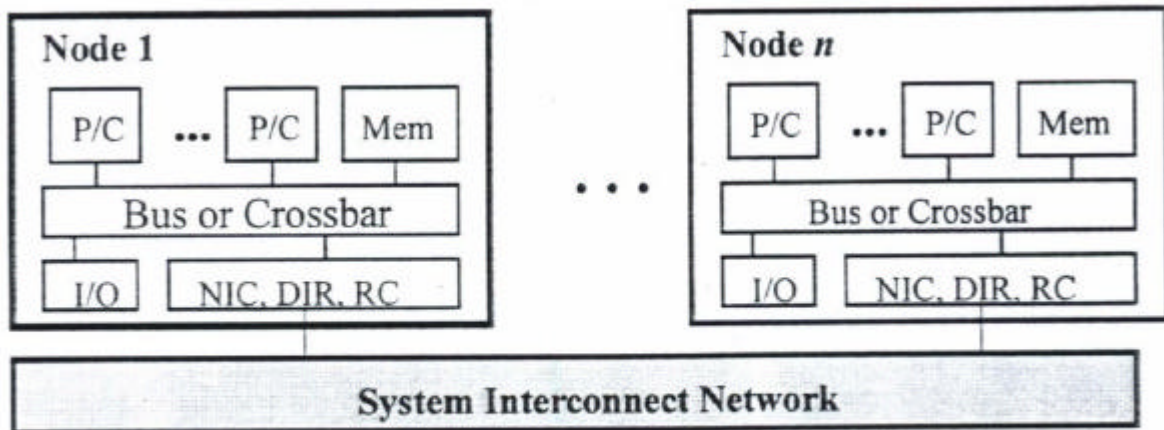 Node 1
P/C ... P/C Mem
Bus or Crossbar
I/O NIC, DIR, RC
. . .
Node n
P/C ... P/C Mem
Bus or Crossbar
I/O NIC, DIR, RC
System Interconnect Network